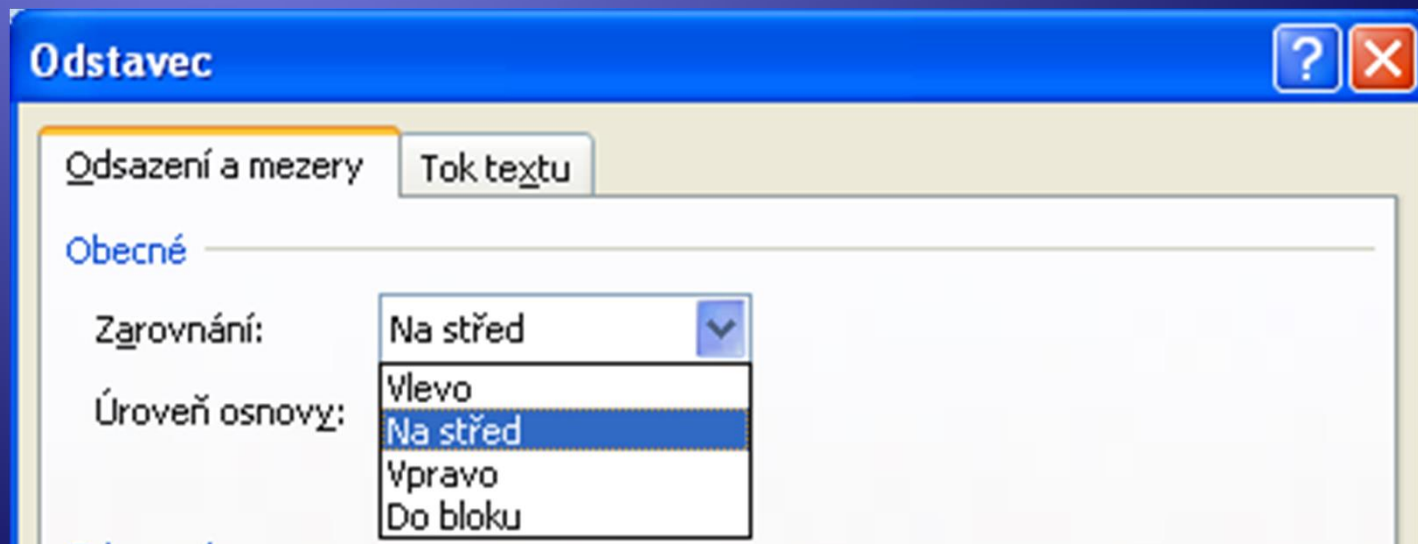 Odstavec
Odsazení a mezery
Tok textu
Obecné
Zarovnání:
Na střed
Vlevo
Úroveň osnovy:
Na střed
Vpravo
Do bloku